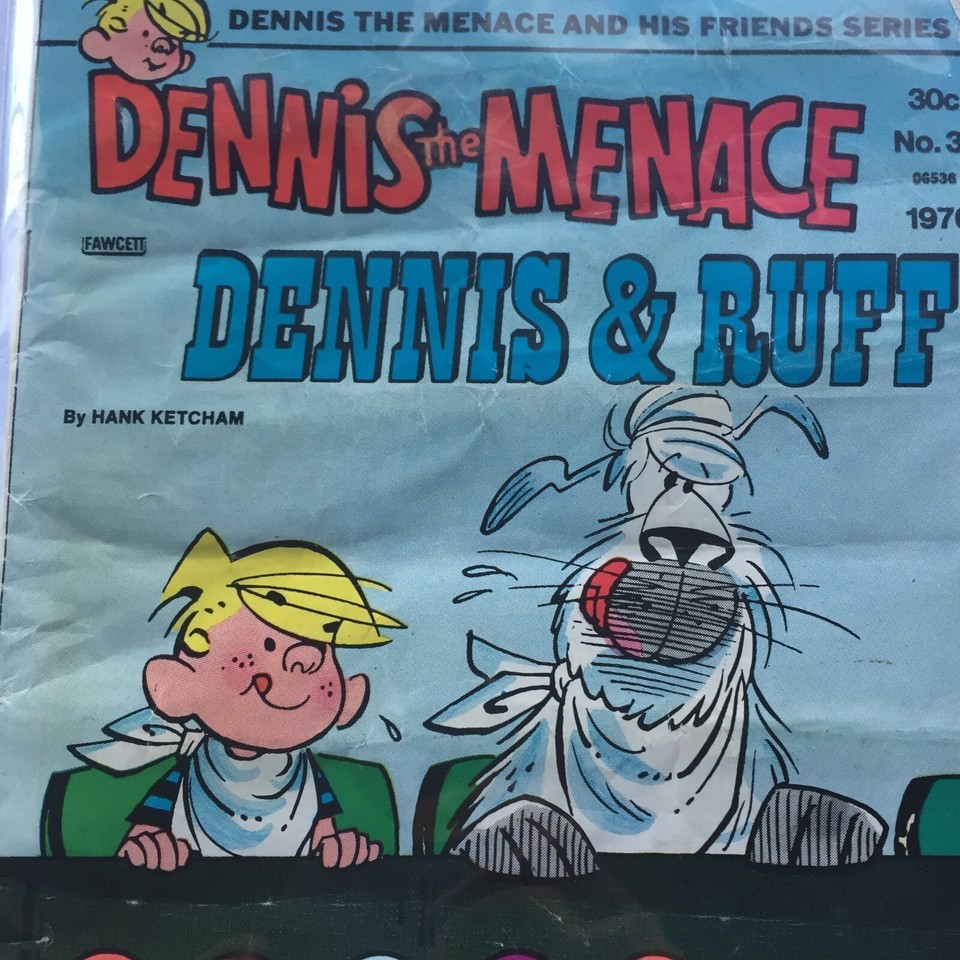 DENNIS THE MENACE AND HIS FRIENDS SERIES
DENNIS the MENACE
30c
No. 3
06536
197
FAWCETT
DENNIS & RUFF
By HANK KETCHAM